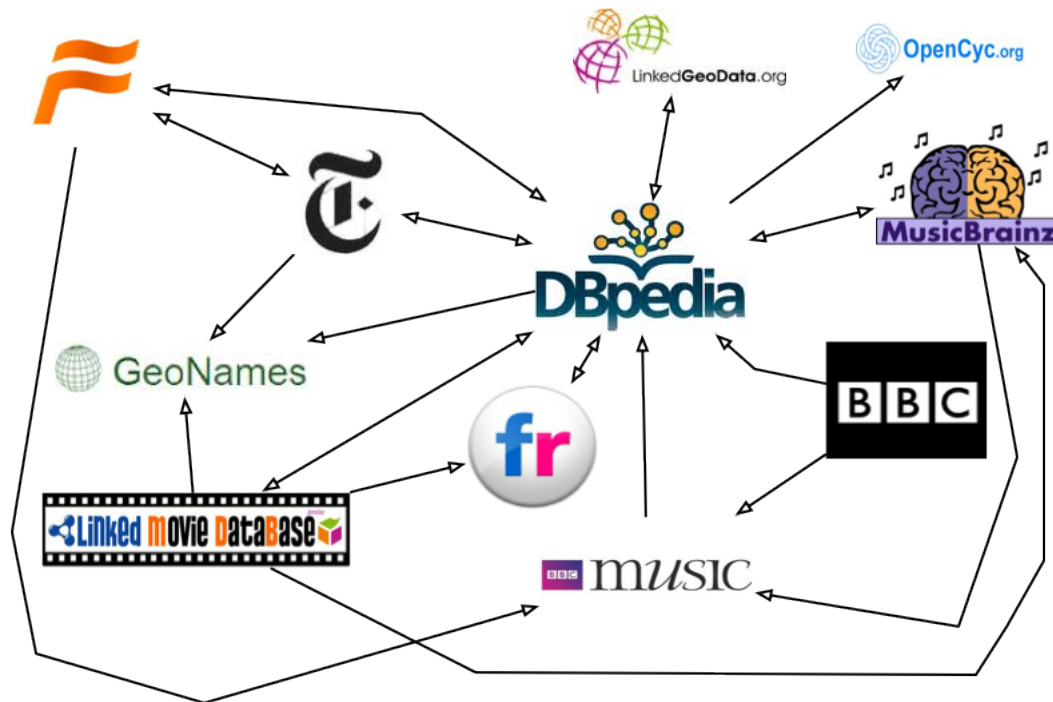 LinkedGeoData.org
OpenCyc.org
T
MusicBrainz
DBpedia
GeoNames
BBC
fr
Linked Movie DataBase
BBC music